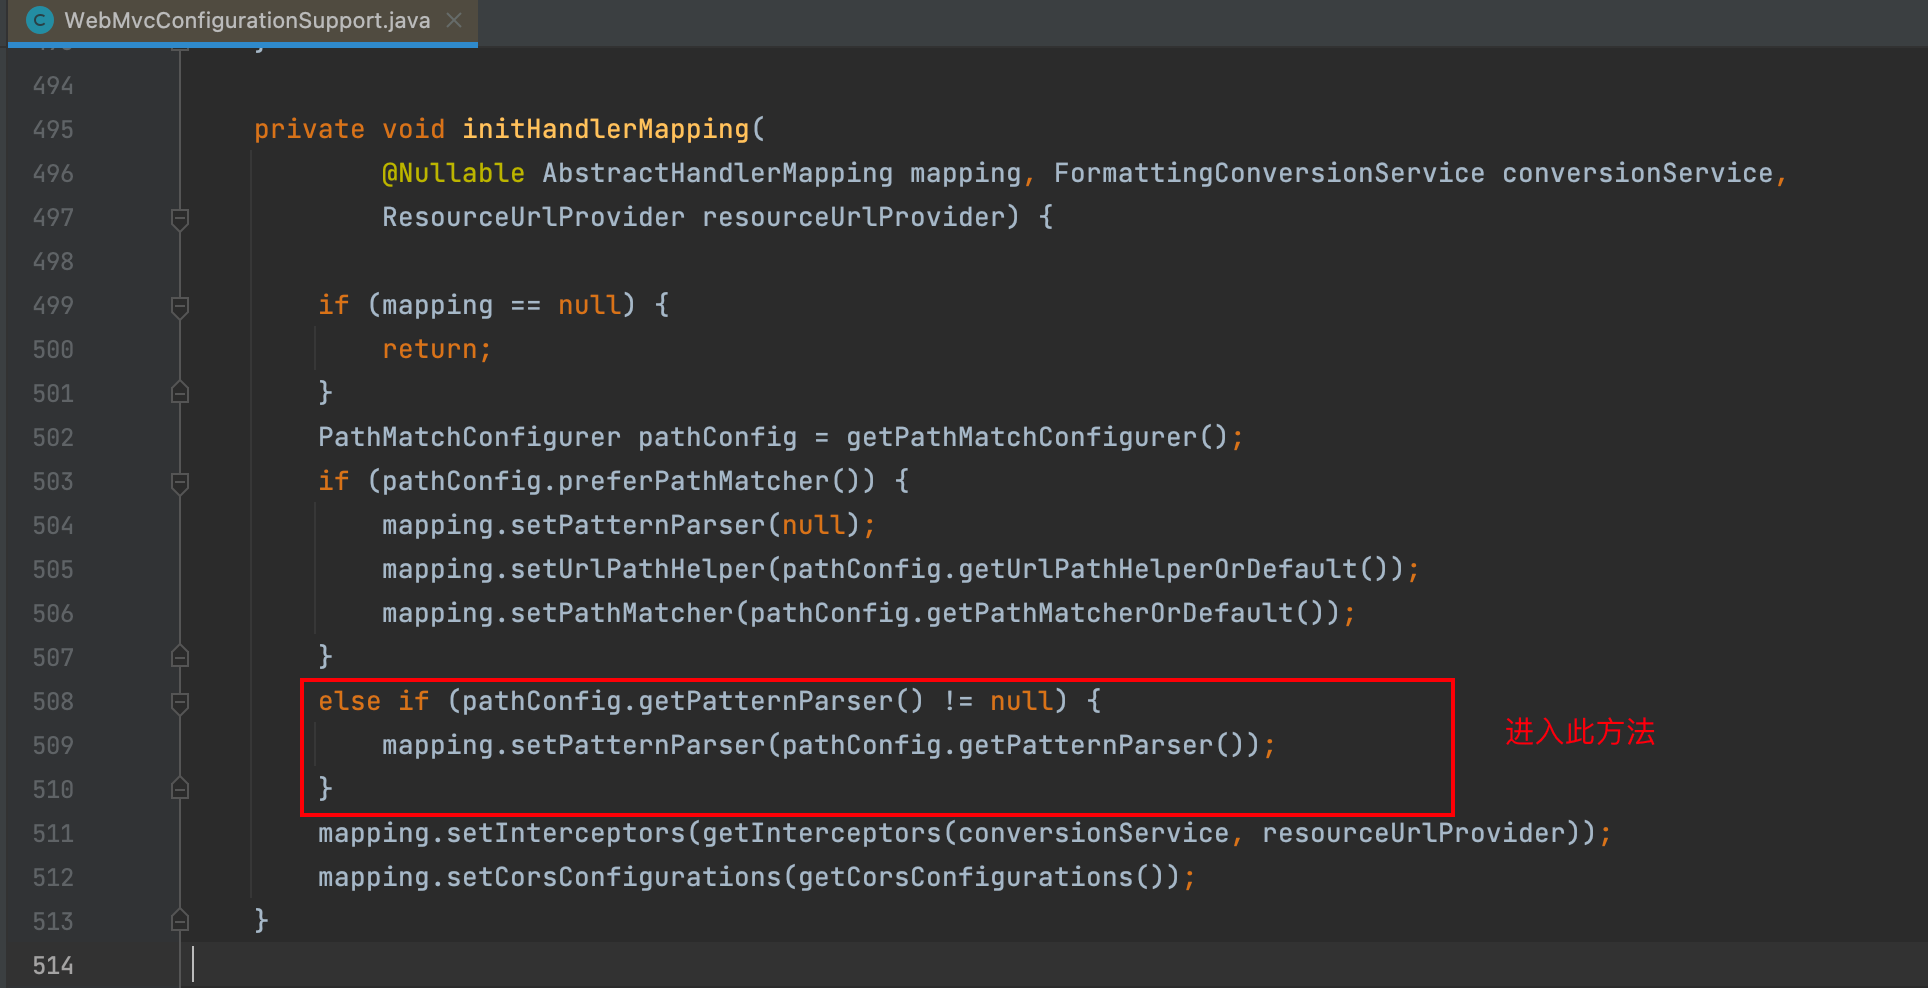 WebMvcConfigurationSupport.java
494
495 private void initHandlerMapping(
496 @Nullable AbstractHandlerMapping mapping, FormattingConversionService conversionService,
497 ResourceUrlProvider resourceUrlProvider) {
498
499 if (mapping == null) {
500 return;
501 }
502 PathMatchConfigurer pathConfig = getPathMatchConfigurer();
503 if (pathConfig.preferPathMatcher()) {
504 mapping.setPatternParser(null);
505 mapping.setUrlPathHelper(pathConfig.getUrlPathHelperOrDefault());
506 mapping.setPathMatcher(pathConfig.getPathMatcherOrDefault());
507 }
508 else if (pathConfig.getPatternParser() != null) {
进入此方法
509 mapping.setPatternParser(pathConfig.getPatternParser());
510 }
511 mapping.setInterceptors(getInterceptors(conversionService, resourceUrlProvider));
512 mapping.setCorsConfigurations(getCorsConfigurations());
513 }
514